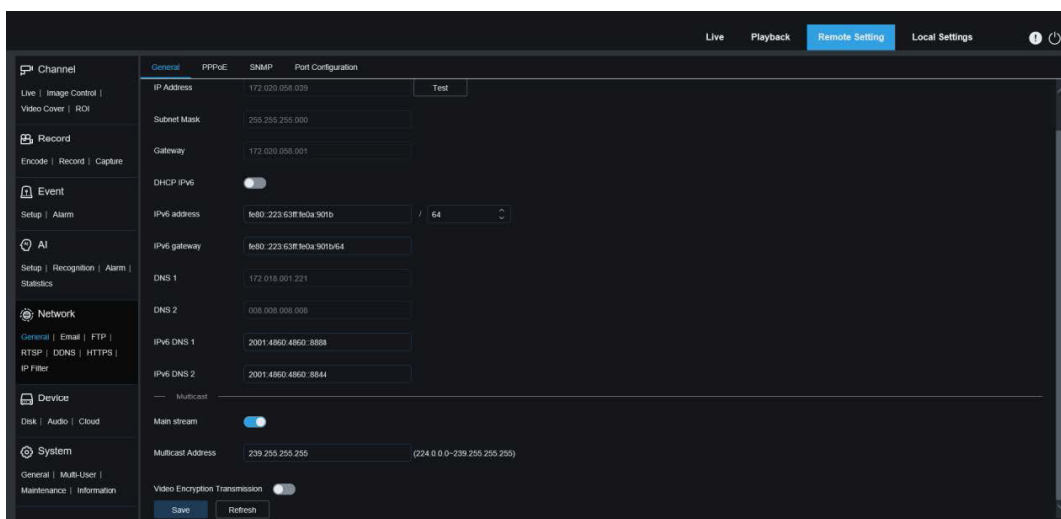 Live Playback Remote Setting Local Settings
Channel
Live | Image Control |
Video Cover | ROI
Record
Encode | Record | Capture
Event
Setup | Alarm
AI
Setup | Recognition | Alarm |
Statistics
Network
General | Email | FTP |
RTSP | DDNS | HTTPS |
IP Filter
Device
Disk | Audio | Cloud
System
General | Multi-User |
Maintenance | Information
General PPPoE SNMP Port Configuration
IP Address 172.020.058.039 Test
Subnet Mask 255.255.255.000
Gateway 172.020.058.001
DHCP IPv6
IPv6 address fe80::223:63ff:fe0a:901b / 64
IPv6 gateway fe80::223:63ff:fe0a:901b/64
DNS 1 172.018.001.221
DNS 2 008.008.008.008
IPv6 DNS 1 2001:4860:4860::8888
IPv6 DNS 2 2001:4860:4860::8844
Multicast
Main stream
Multicast Address 239.255.255.255 (224.0.0.0~239.255.255.255)
Video Encryption Transmission
Save Refresh